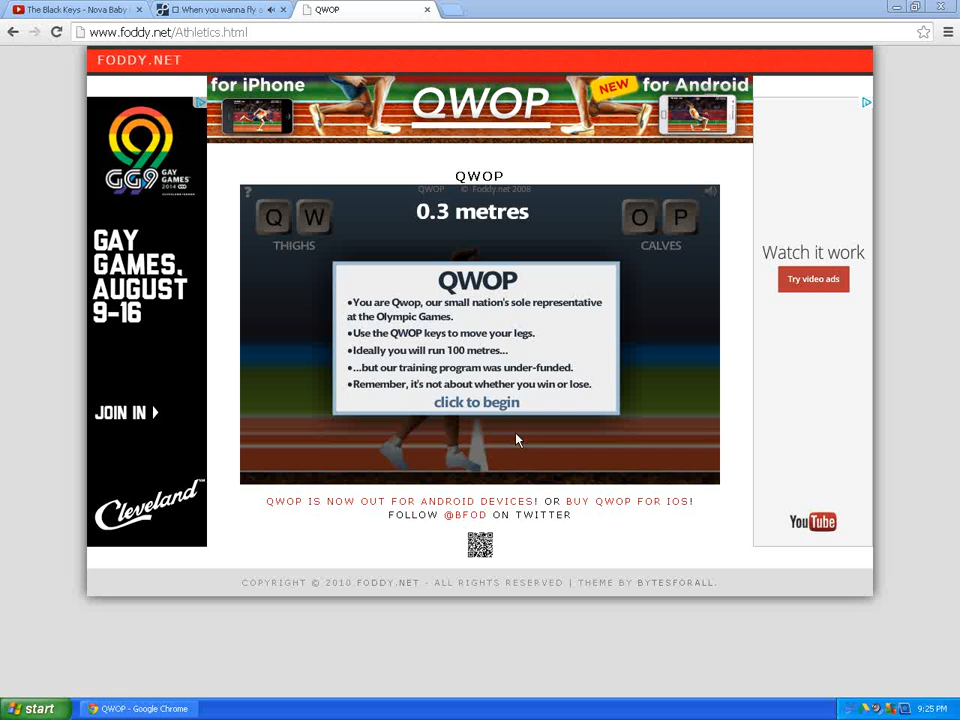 The Black Keys - Nova Baby
When you wanna fly a
QWOP
www.foddy.net/Athletics.html
FODDY.NET
for iPhone
QWOP
NEW
for Android
GG9
GAY GAMES
2014
GAY
GAMES,
AUGUST
9-16
JOIN IN
Cleveland
QWOP
QWOP © Foddy.net 2008
?
0.3 metres
Q W
O P
THIGHS
CALVES
QWOP
•You are Qwop, our small nation's sole representative
at the Olympic Games.
•Use the QWOP keys to move your legs.
•Ideally you will run 100 metres...
•...but our training program was under-funded.
•Remember, it's not about whether you win or lose.
click to begin
Watch it work
Try video ads
YouTube
QWOP IS NOW OUT FOR ANDROID DEVICES! OR BUY QWOP FOR IOS!
FOLLOW @BFOD ON TWITTER
COPYRIGHT © 2010 FODDY.NET - ALL RIGHTS RESERVED | THEME BY BYTESFORALL.
start
QWOP - Google Chrome
9:25 PM